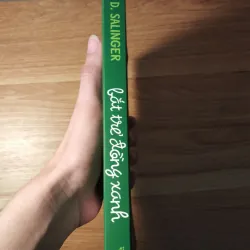 D. SALINGER
bắt trẻ đồng xanh